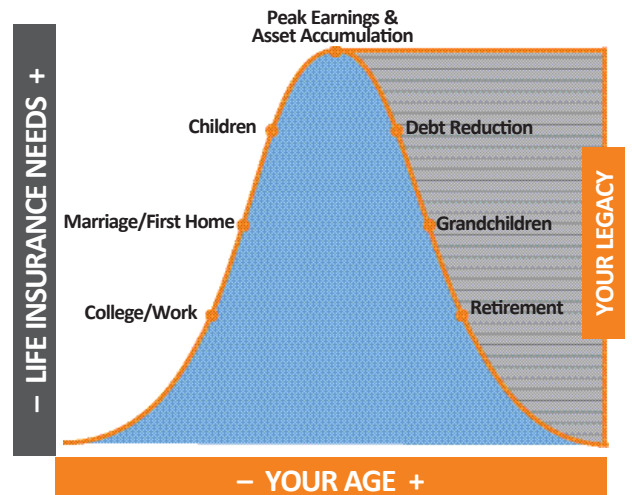 Peak Earnings &
Asset Accumulation
Children
Debt Reduction
Marriage/First Home
Grandchildren
College/Work
Retirement
– LIFE INSURANCE NEEDS +
YOUR LEGACY
– YOUR AGE +